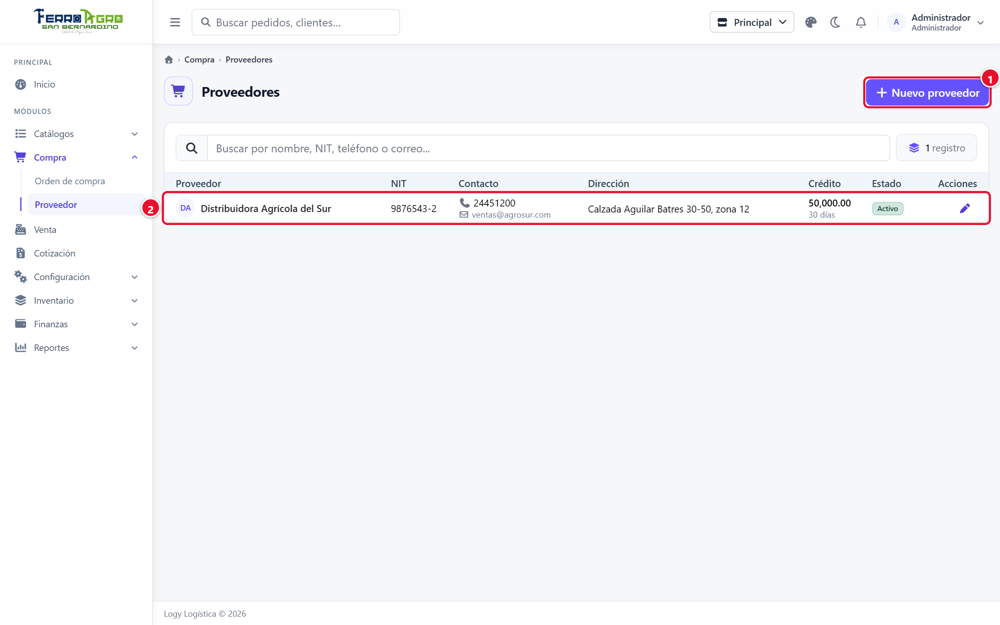 FERRO AGRO
SAN BERNARDINO
Buscar pedidos, clientes...
Principal
A
Administrador
Administrador
PRINCIPAL
Inicio
MÓDULOS
Catálogos
Compra
Orden de compra
Proveedor
Venta
Cotización
Configuración
Inventario
Finanzas
Reportes
› Compra › Proveedores
Proveedores
Nuevo proveedor
1
Buscar por nombre, NIT, teléfono o correo...
1 registro
Proveedor NIT Contacto Dirección Crédito Estado Acciones
2
DA Distribuidora Agrícola del Sur 9876543-2 24451200 Calzada Aguilar Batres 30-50, zona 12 50,000.00 Activo
ventas@agrosur.com 30 días
Logy Logística © 2026